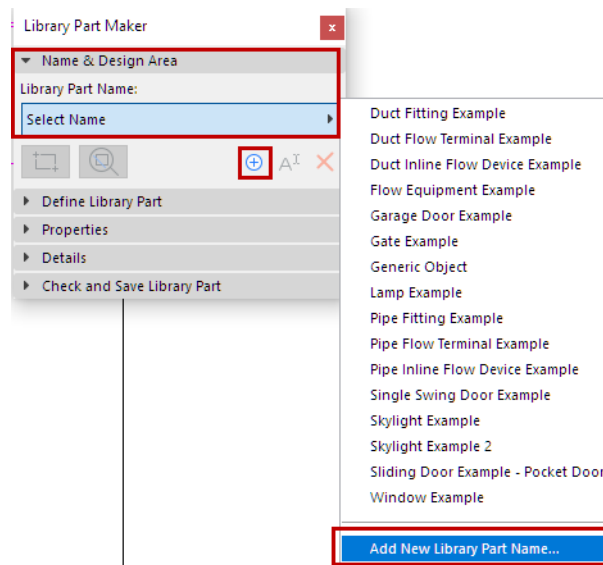 Library Part Maker
x
Name & Design Area
Library Part Name:
Select Name
Define Library Part
Properties
Details
Check and Save Library Part
Duct Fitting Example
Duct Flow Terminal Example
Duct Inline Flow Device Example
Flow Equipment Example
Garage Door Example
Gate Example
Generic Object
Lamp Example
Pipe Fitting Example
Pipe Flow Terminal Example
Pipe Inline Flow Device Example
Single Swing Door Example
Skylight Example
Skylight Example 2
Sliding Door Example - Pocket Door
Window Example
Add New Library Part Name...